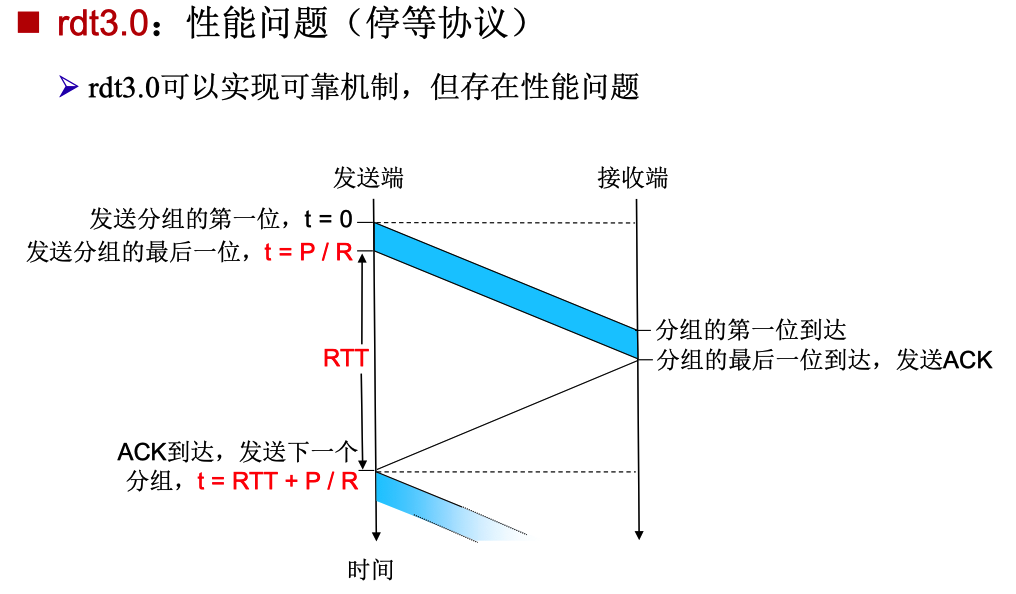 rdt3.0：性能问题（停等协议）
rdt3.0可以实现可靠机制，但存在性能问题
发送端
接收端
发送分组的第一位，t = 0
发送分组的最后一位，t = P / R
分组的第一位到达
RTT
分组的最后一位到达，发送ACK
ACK到达，发送下一个
分组，t = RTT + P / R
时间